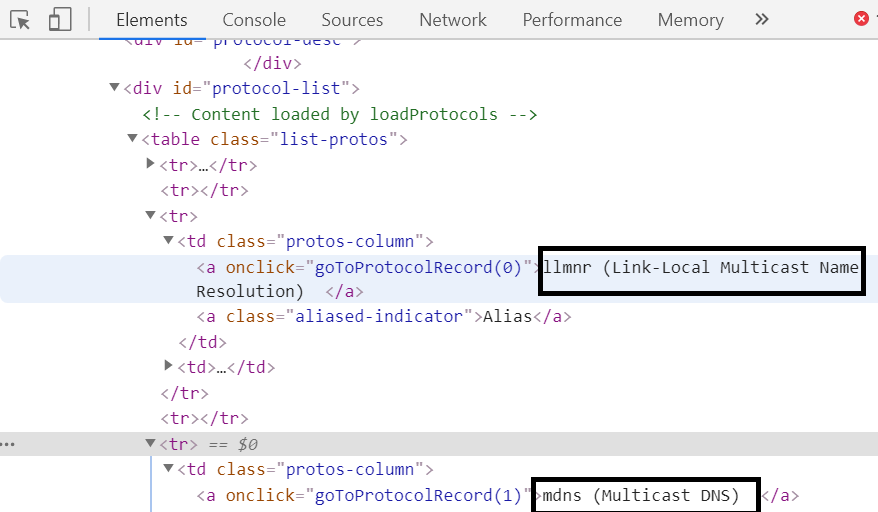 Elements Console Sources Network Performance Memory »
<div id="protocol-desc">
</div>
▼<div id="protocol-list">
<!-- Content loaded by loadProtocols -->
▼<table class="list-protos">
▶<tr>…</tr>
<tr></tr>
▼<tr>
▼<td class="protos-column">
<a onclick="goToProtocolRecord(0)">llmnr (Link-Local Multicast Name
Resolution) </a>
<a class="aliased-indicator">Alias</a>
</td>
▶<td>…</td>
</tr>
<tr></tr>
… ▼<tr> == $0
▼<td class="protos-column">
<a onclick="goToProtocolRecord(1)">mdns (Multicast DNS) </a>